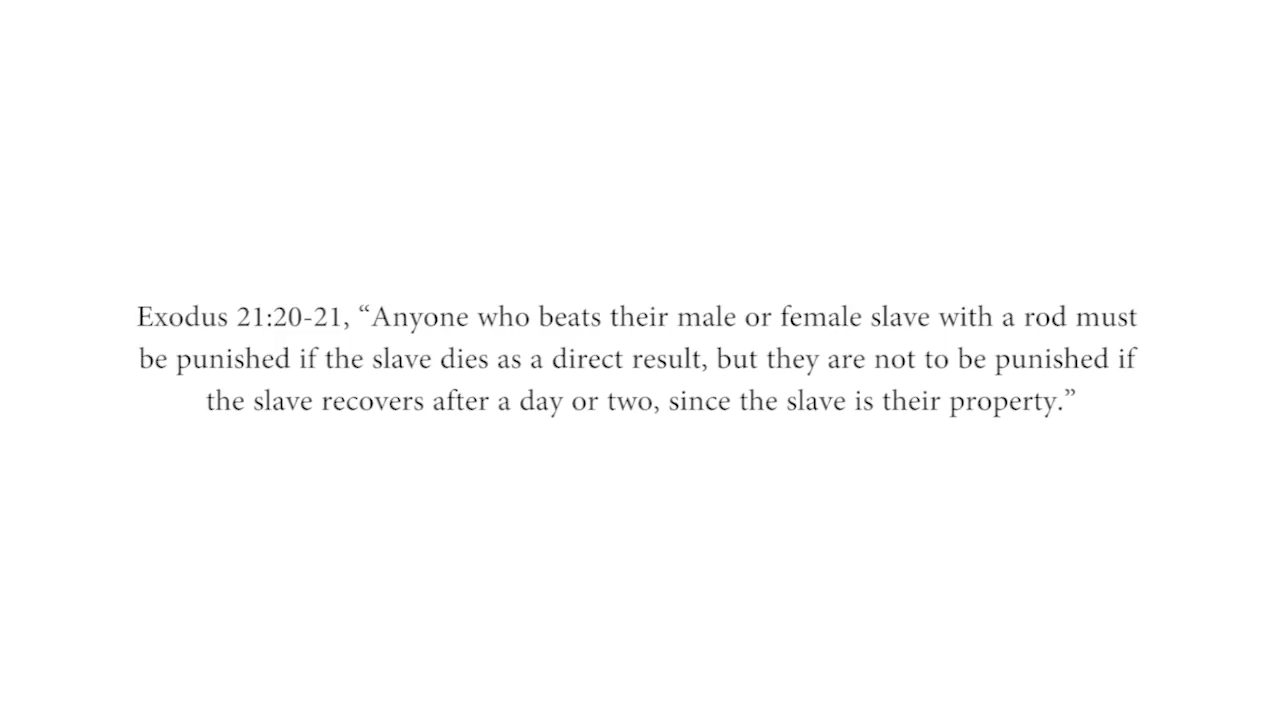 Exodus 21:20-21, “Anyone who beats their male or female slave with a rod must
be punished if the slave dies as a direct result, but they are not to be punished if
the slave recovers after a day or two, since the slave is their property.”